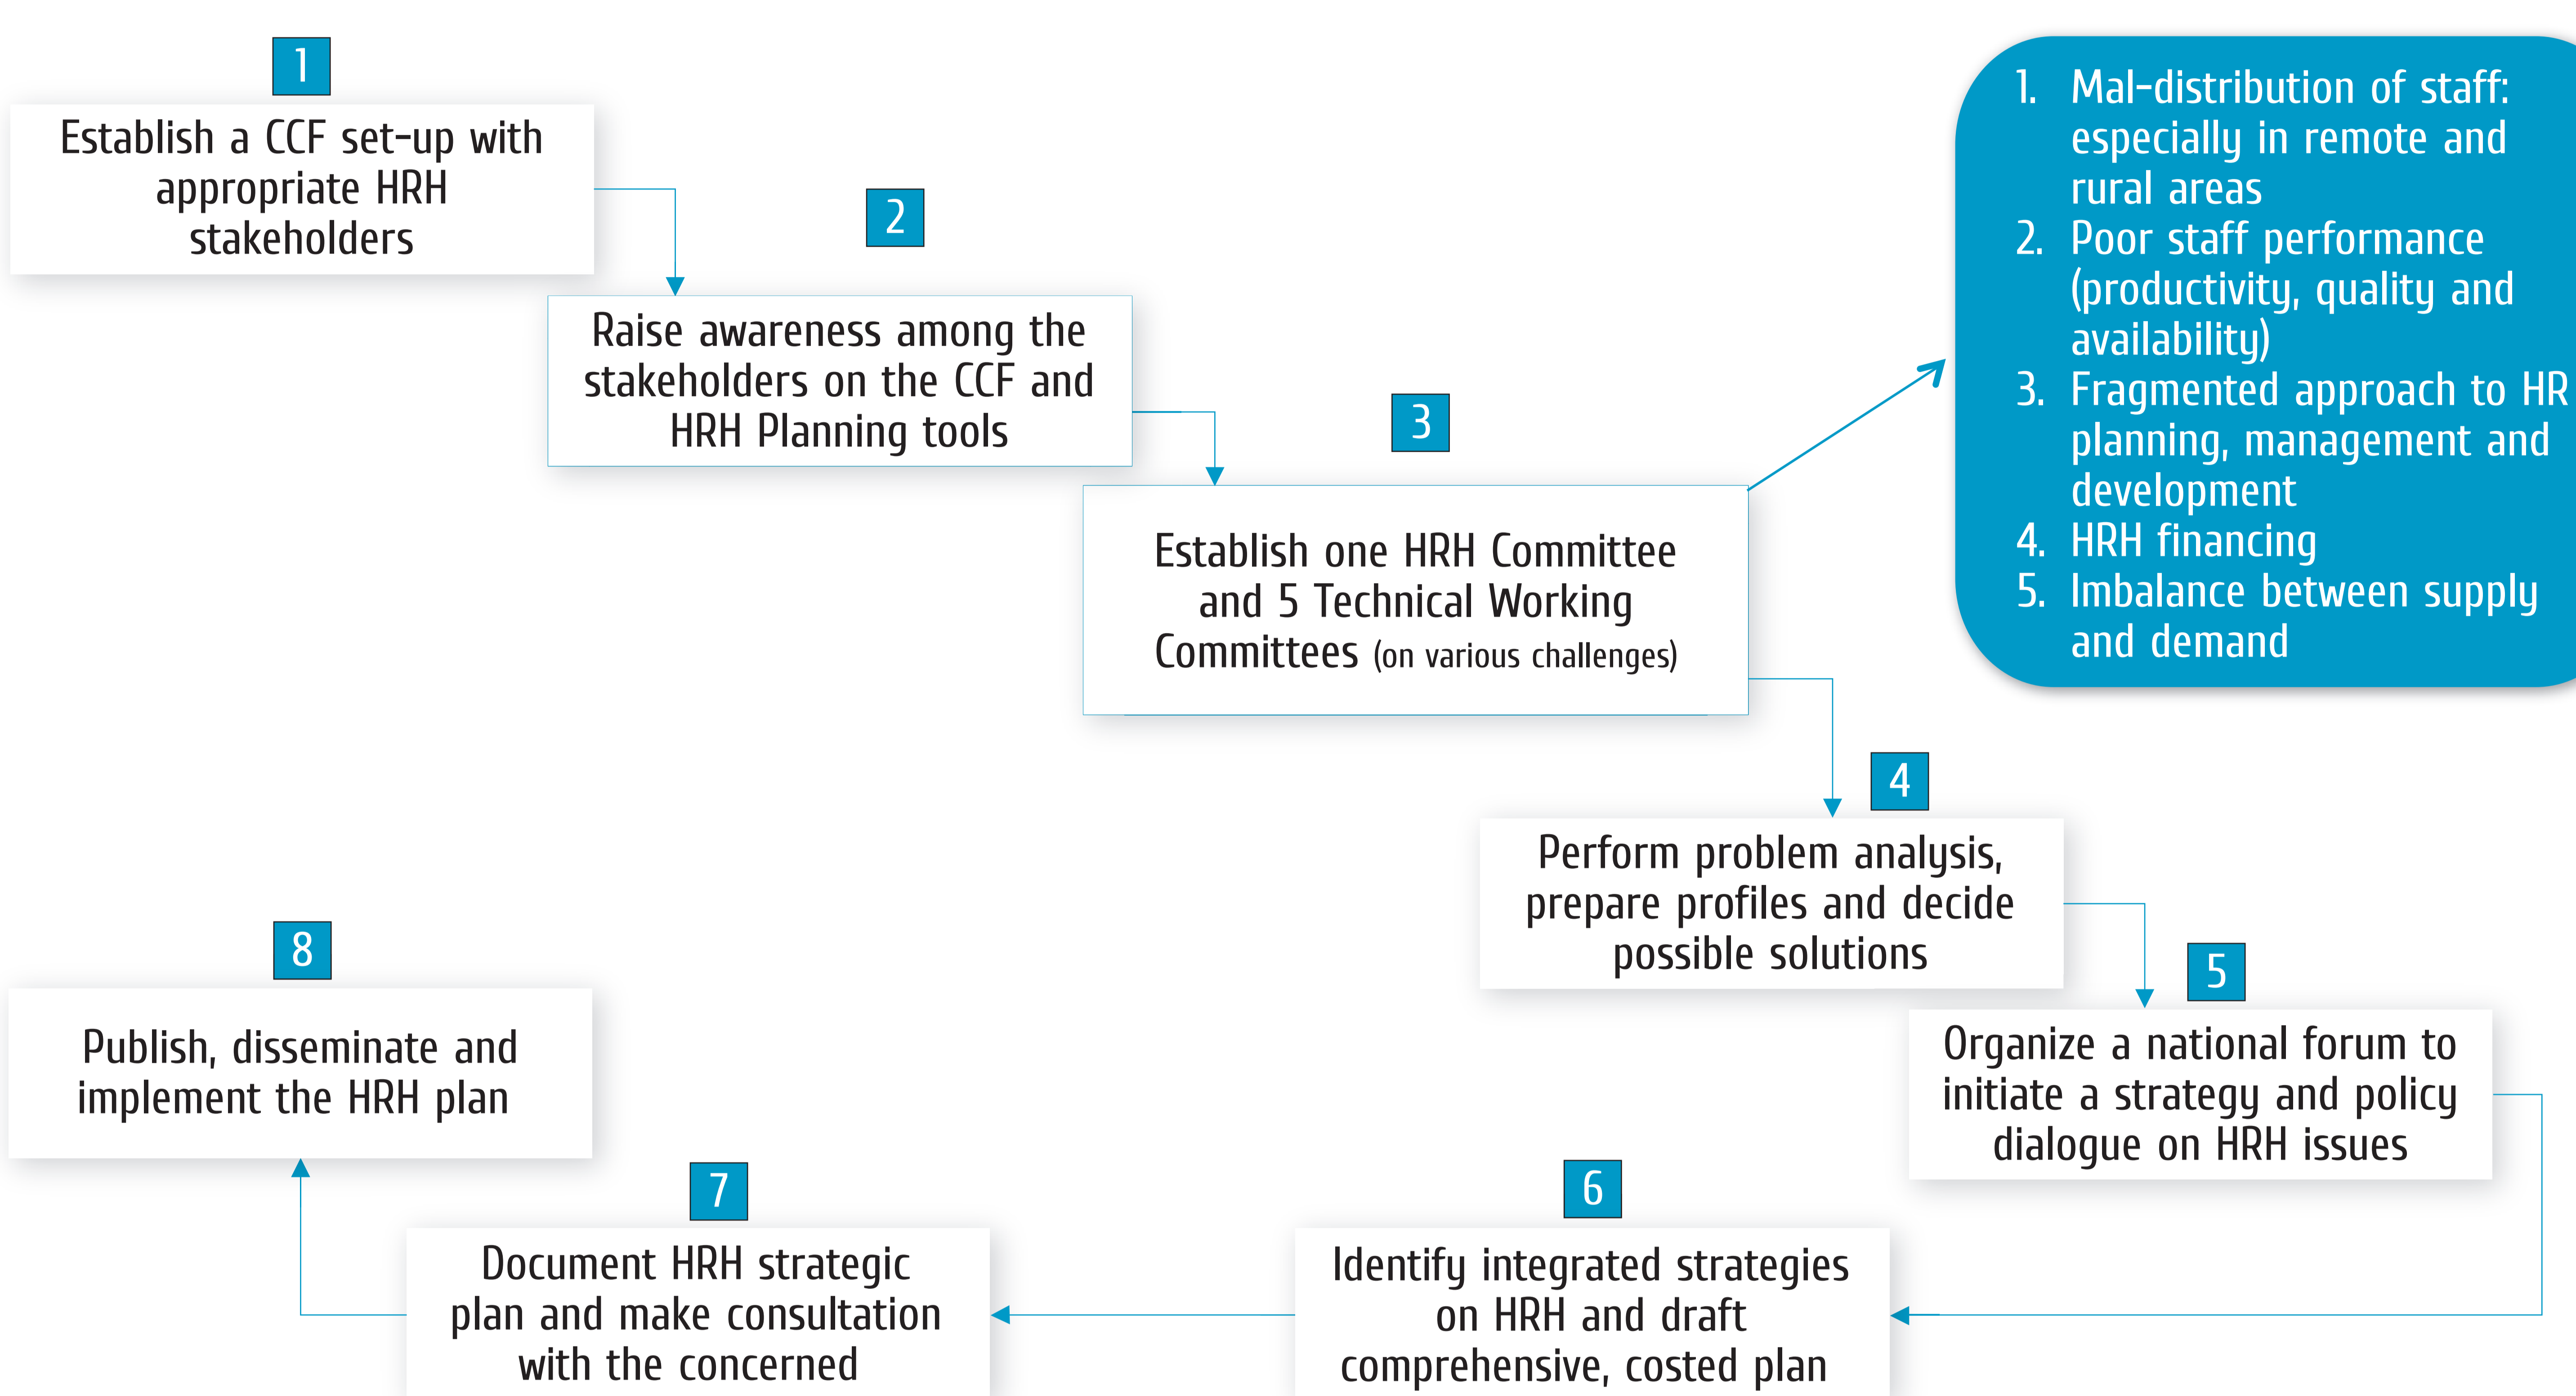 1
Establish a CCF set-up with
appropriate HRH
stakeholders
2
Raise awareness among the
stakeholders on the CCF and
HRH Planning tools
3
Establish one HRH Committee
and 5 Technical Working
Committees (on various challenges)
1. Mal-distribution of staff:
especially in remote and
rural areas
2. Poor staff performance
(productivity, quality and
availability)
3. Fragmented approach to HR
planning, management and
development
4. HRH financing
5. Imbalance between supply
and demand
4
Perform problem analysis,
prepare profiles and decide
possible solutions
5
Organize a national forum to
initiate a strategy and policy
dialogue on HRH issues
6
Identify integrated strategies
on HRH and draft
comprehensive, costed plan
7
Document HRH strategic
plan and make consultation
with the concerned
8
Publish, disseminate and
implement the HRH plan